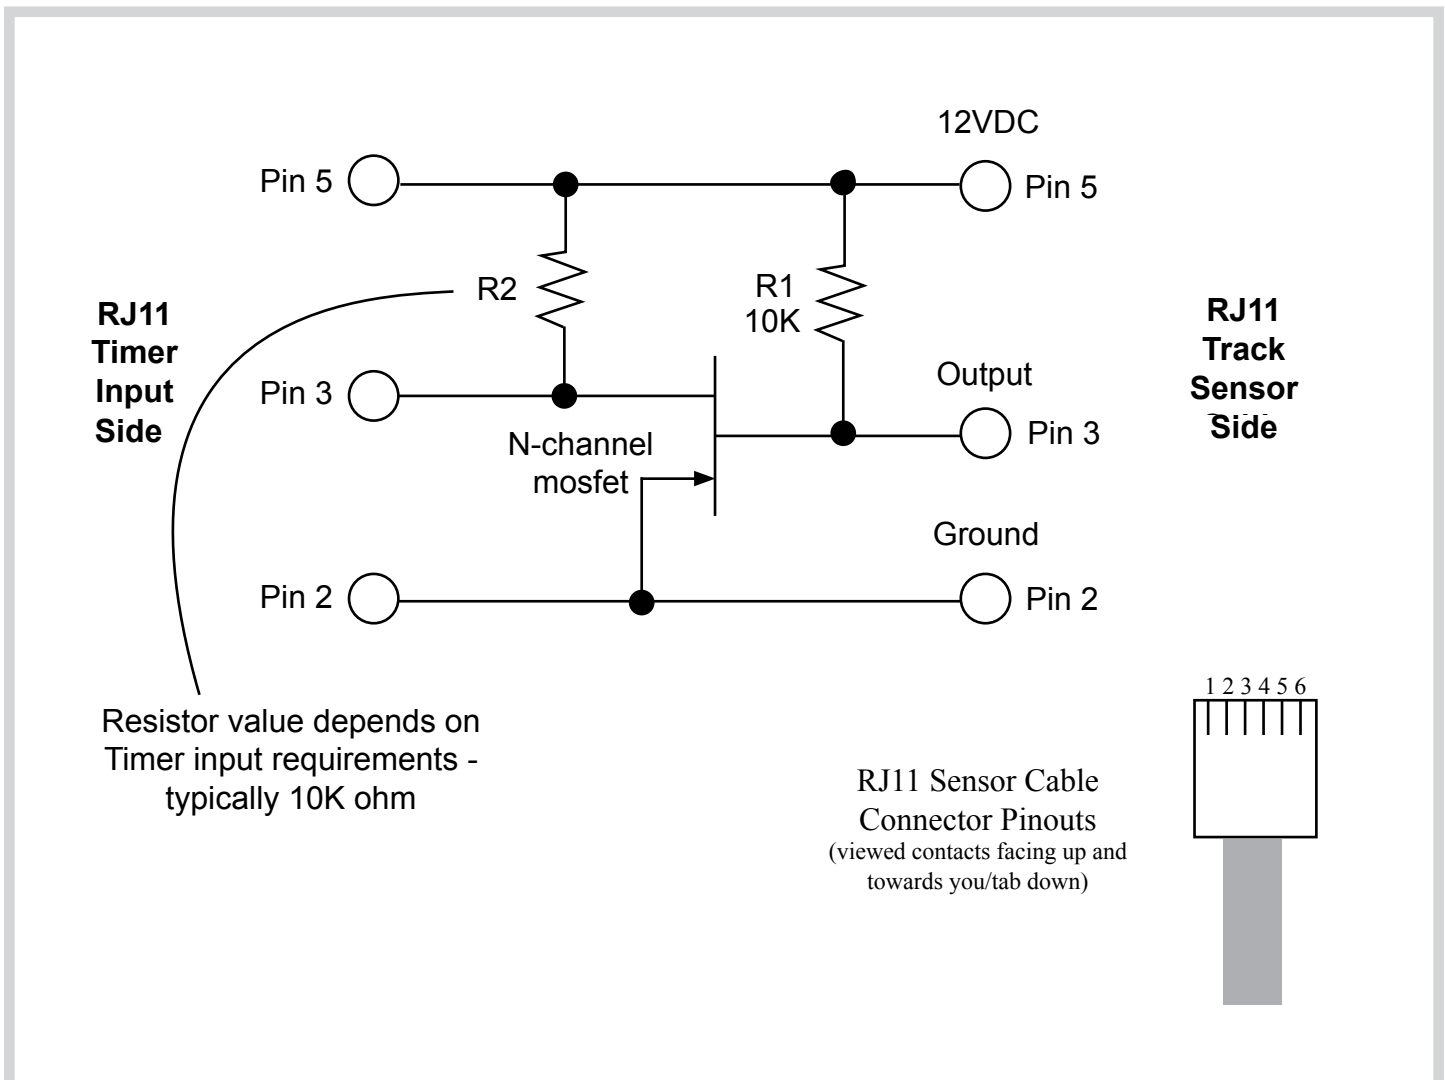 12VDC
Pin 5
Pin 5
R2
R1
10K
RJ11
Timer
Input
Side
RJ11
Track
Sensor
Side
Pin 3
Output
Pin 3
N-channel
mosfet
Ground
Pin 2
Pin 2
Resistor value depends on
Timer input requirements -
typically 10K ohm
1 2 3 4 5 6
RJ11 Sensor Cable
Connector Pinouts
(viewed contacts facing up and
towards you/tab down)